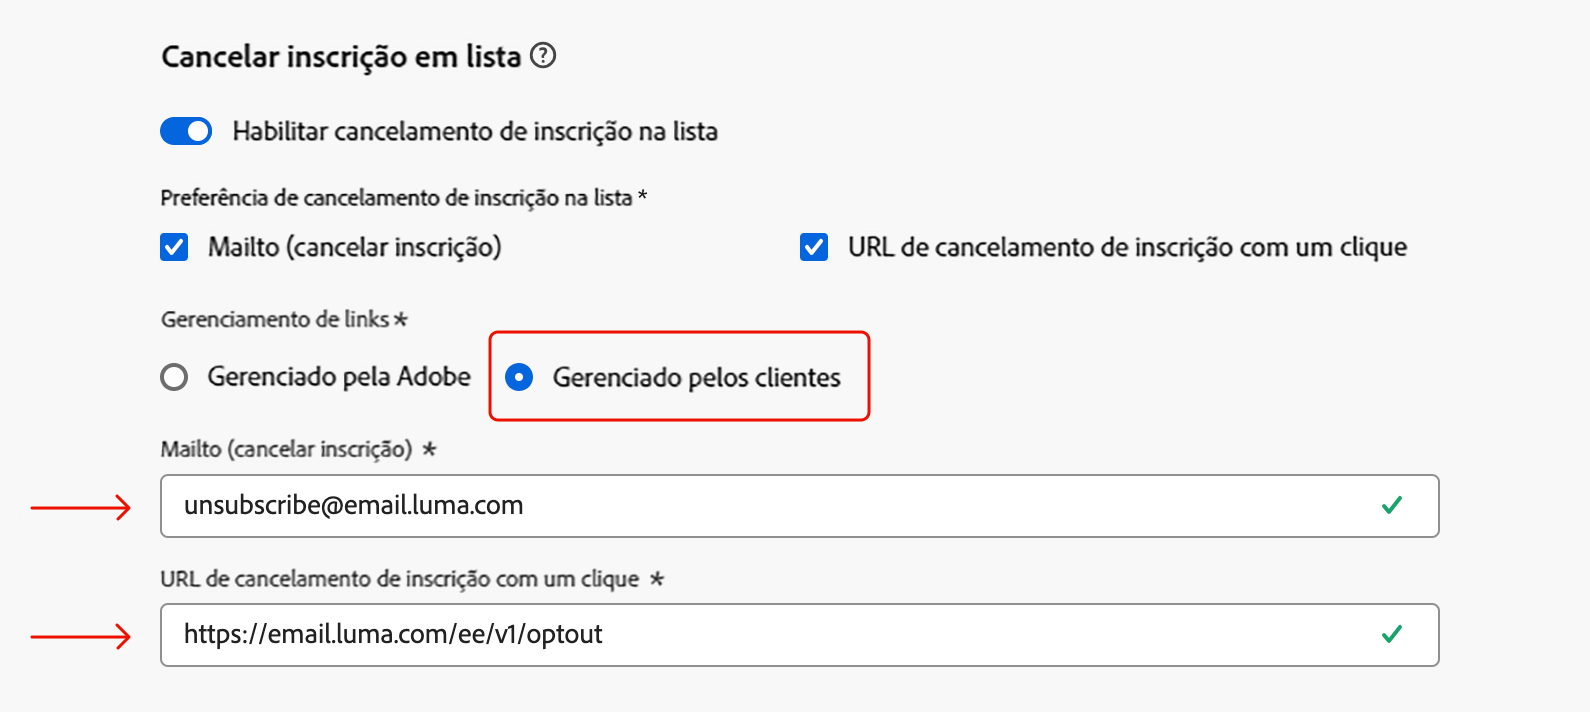 Cancelar inscrição em lista ?
Habilitar cancelamento de inscrição na lista
Preferência de cancelamento de inscrição na lista *
Mailto (cancelar inscrição)
URL de cancelamento de inscrição com um clique
Gerenciamento de links *
Gerenciado pela Adobe
Gerenciado pelos clientes
Mailto (cancelar inscrição) *
unsubscribe@email.luma.com
URL de cancelamento de inscrição com um clique *
https://email.luma.com/ee/v1/optout